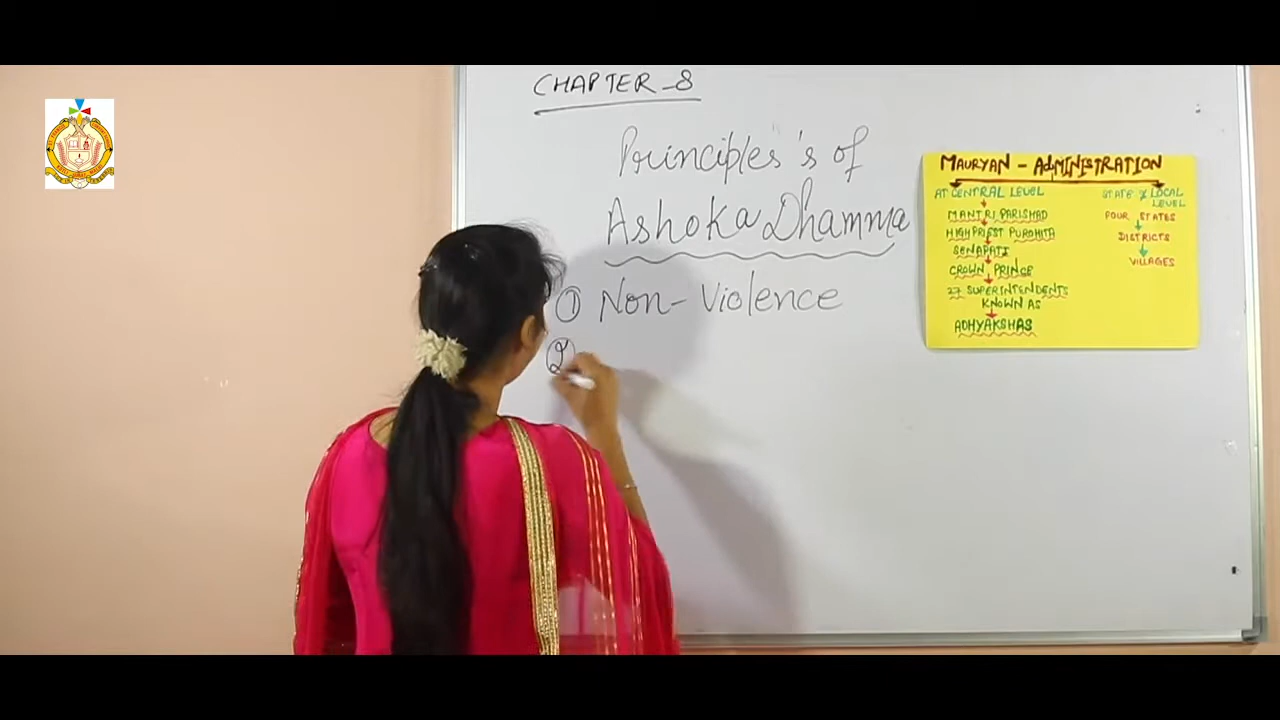 CHAPTER-8
Principles's of
Ashoka Dhamma
① Non-Violence
②
MAURYAN - ADMINISTRATION
AT CENTRAL LEVEL
MANTRI PARISHAD
HIGH PRIEST PUROHITA
SENAPATI
CROWN PRINCE
27 SUPERINTENDENTS
KNOWN AS
ADHYAKSHAS
STATE & LOCAL
LEVEL
FOUR STATES
DISTRICTS
VILLAGES